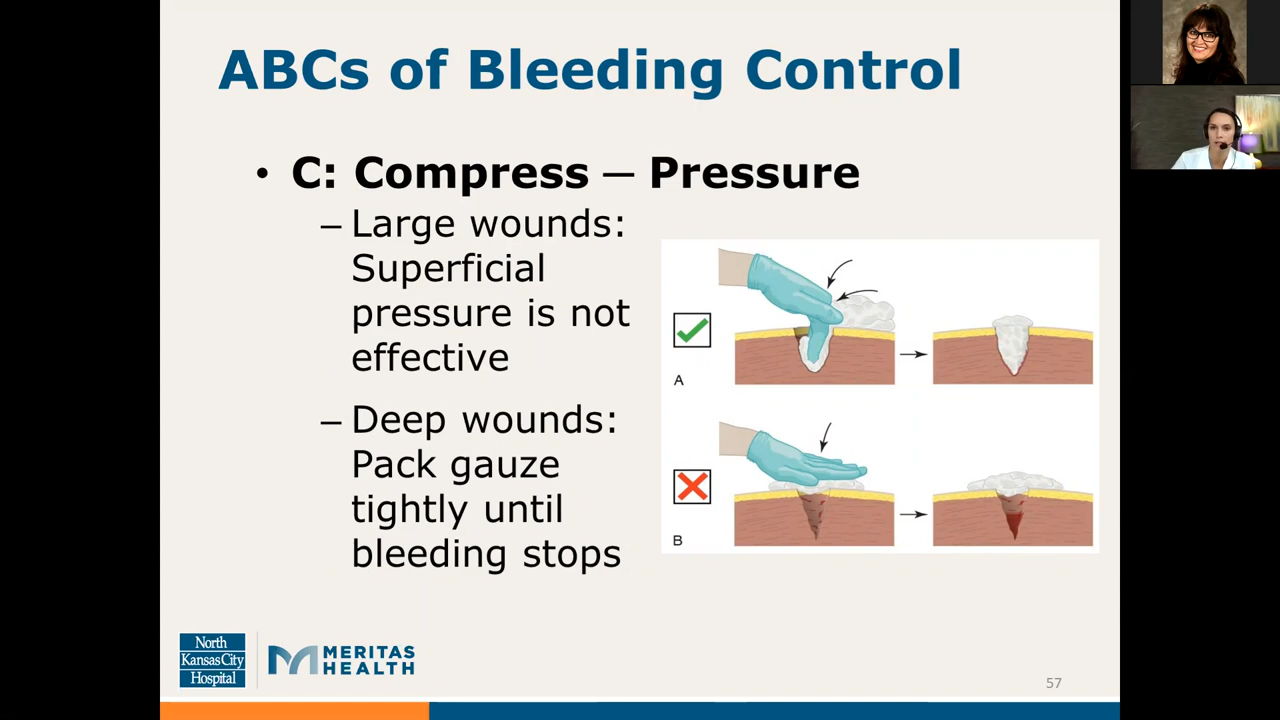 ABCs of Bleeding Control
• C: Compress — Pressure
– Large wounds:
Superficial
pressure is not
effective
– Deep wounds:
Pack gauze
tightly until
bleeding stops
A
B
North
Kansas City
Hospital
MERITAS
HEALTH
57